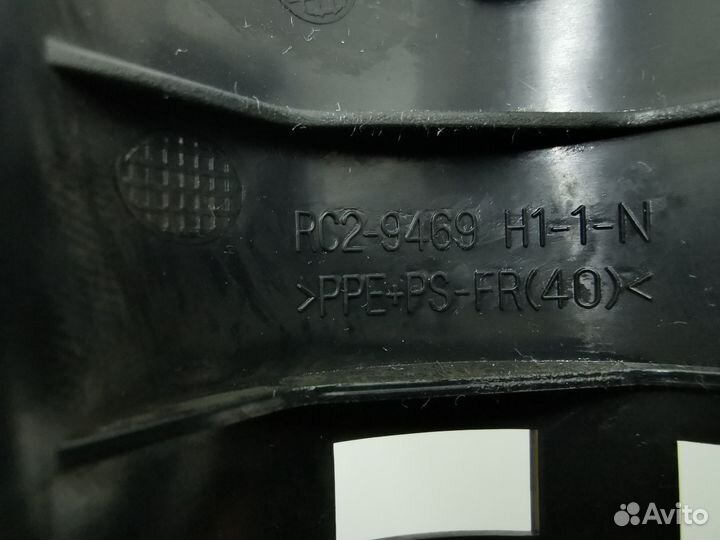 RC2-9469 H1-1-N
>PPE+PS-FR(40)<
Avito